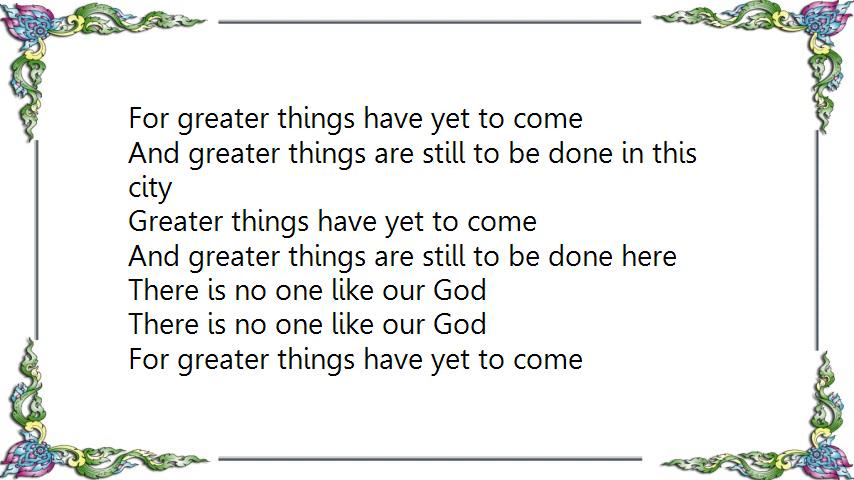 For greater things have yet to come
And greater things are still to be done in this
city
Greater things have yet to come
And greater things are still to be done here
There is no one like our God
There is no one like our God
For greater things have yet to come